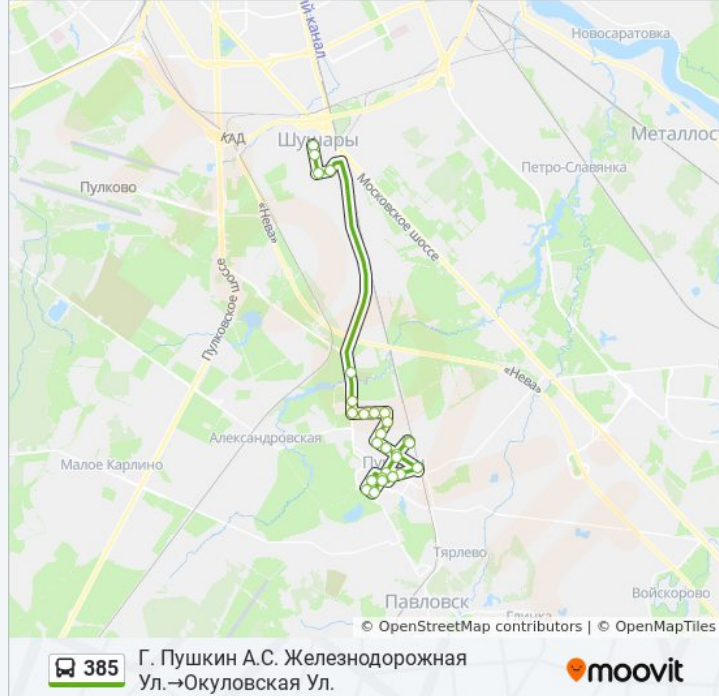 Новосаратовка
КАД
Шушары
Металлос
Петро-Славянка
Пулково
Московское шоссе
«Нева»
Пулковское шоссе
«Нева»
Александровская
Малое Карлино
Тярлево
Войскорово
Павловск
© OpenStreetMap contributors | © OpenMapTiles
385
Г. Пушкин А.С. Железнодорожная
Ул.→Окуловская Ул.
moovit